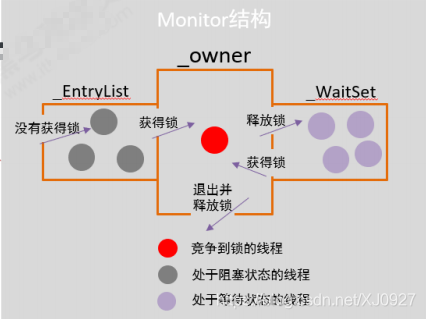 Monitor结构
_owner
_EntryList
_WaitSet
没有获得锁
获得锁
释放锁
获得锁
退出并
释放锁
竞争到锁的线程
处于阻塞状态的线程
处于等待状态的线程
sdn.net/XJ0927